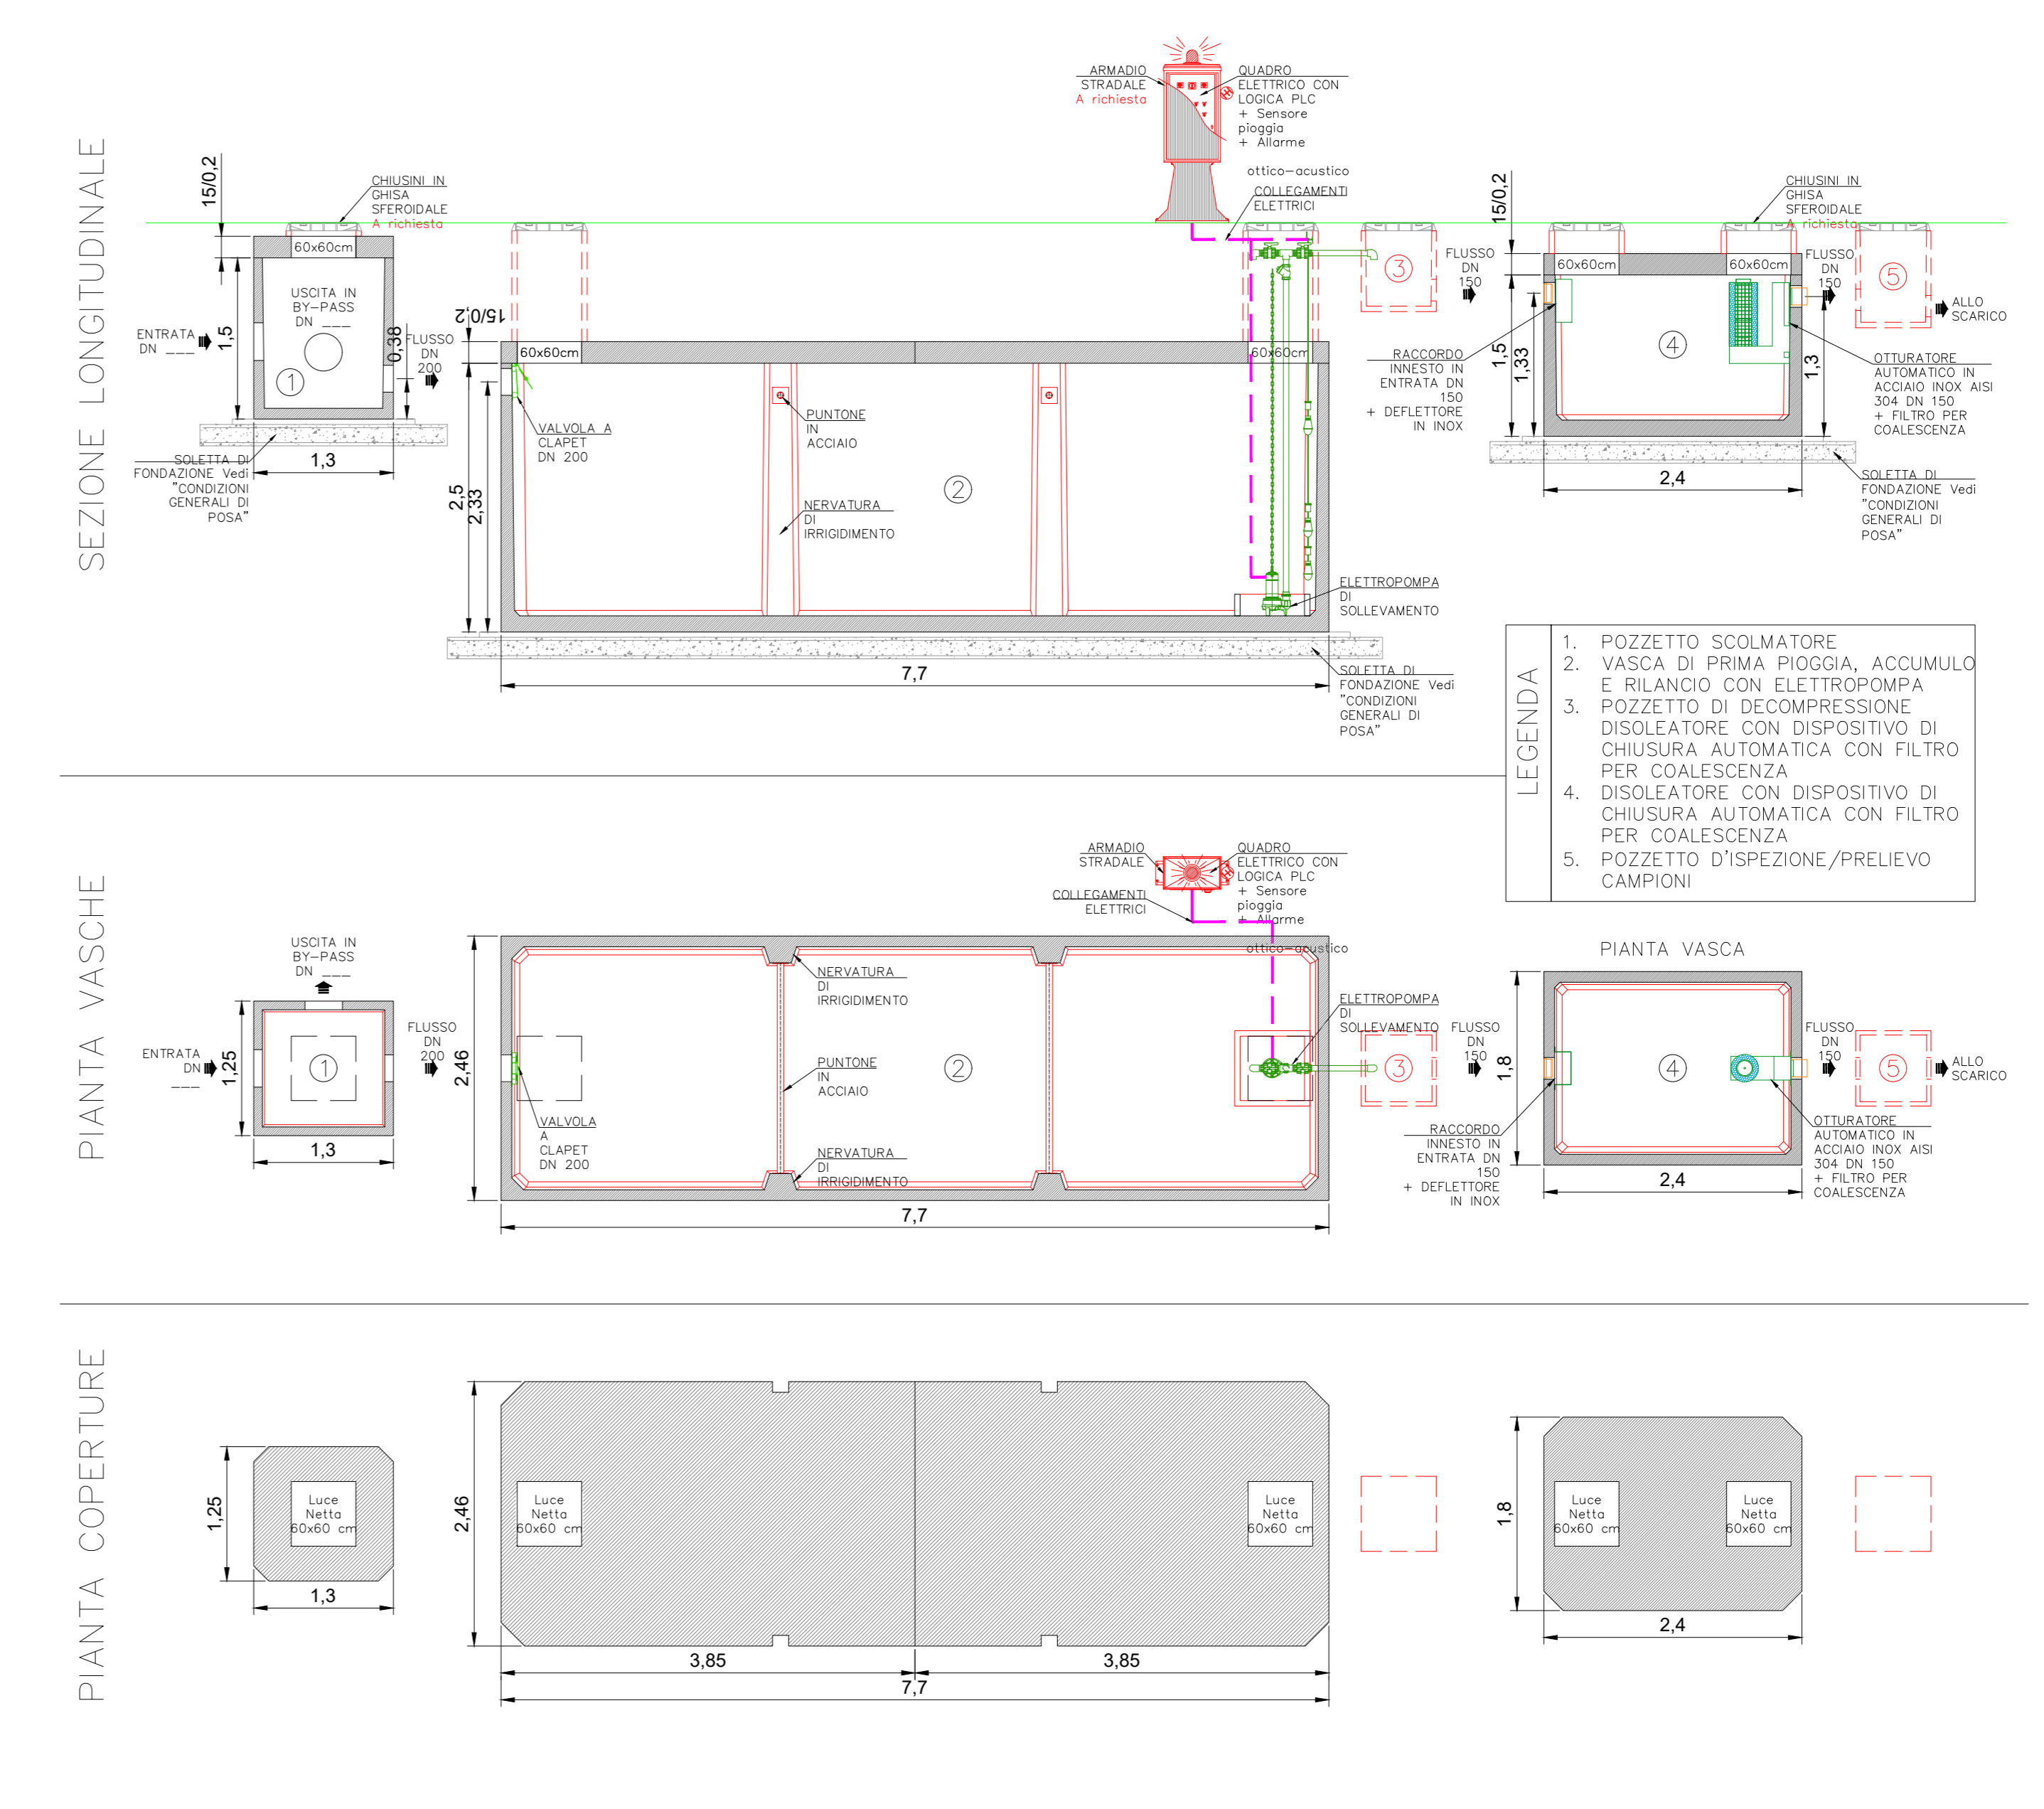 SEZIONE LONGITUDINALE
15/0,2
CHIUSINI IN
GHISA
SFEROIDALE
A richiesta
60x60cm
USCITA IN
BY-PASS
DN ___
ENTRATA
DN ___
1,5
1
0,38
FLUSSO
DN
200
SOLETTA DI
FONDAZIONE Vedi
"CONDIZIONI
GENERALI DI
POSA"
1,3
15/0,2
60x60cm
60x60cm
VALVOLA A
CLAPET
DN 200
2,5
2,33
PUNTONE
IN
ACCIAIO
NERVATURA
DI
IRRIGIDIMENTO
2
ARMADIO
STRADALE
A richiesta
QUADRO
ELETTRICO CON
LOGICA PLC
+ Sensore
pioggia
+ Allarme
ottico-acustico
COLLEGAMENTI
ELETTRICI
ELETTROPOMPA
DI
SOLLEVAMENTO
SOLETTA DI
FONDAZIONE Vedi
"CONDIZIONI
GENERALI DI
POSA"
7,7
3
FLUSSO
DN
150
15/0,2
60x60cm
60x60cm
CHIUSINI IN
GHISA
SFEROIDALE
A richiesta
FLUSSO
DN
150
5
ALLO
SCARICO
RACCORDO
INNESTO IN
ENTRATA DN
150
+ DEFLETTORE
IN INOX
1,5
1,33
4
1,3
OTTURATORE
AUTOMATICO IN
ACCIAIO INOX AISI
304 DN 150
+ FILTRO PER
COALESCENZA
2,4
SOLETTA DI
FONDAZIONE Vedi
"CONDIZIONI
GENERALI DI
POSA"
LEGENDA
1. POZZETTO SCOLMATORE
2. VASCA DI PRIMA PIOGGIA, ACCUMULO
E RILANCIO CON ELETTROPOMPA
3. POZZETTO DI DECOMPRESSIONE
DISOLEATORE CON DISPOSITIVO DI
CHIUSURA AUTOMATICA CON FILTRO
PER COALESCENZA
4. DISOLEATORE CON DISPOSITIVO DI
CHIUSURA AUTOMATICA CON FILTRO
PER COALESCENZA
5. POZZETTO D'ISPEZIONE/PRELIEVO
CAMPIONI
PIANTA VASCHE
USCITA IN
BY-PASS
DN ___
ENTRATA
DN
___
1,25
1
FLUSSO
DN
200
1,3
2,46
VALVOLA
A
CLAPET
DN 200
NERVATURA
DI
IRRIGIDIMENTO
PUNTONE
IN
ACCIAIO
NERVATURA
DI
IRRIGIDIMENTO
2
ARMADIO
STRADALE
COLLEGAMENTI
ELETTRICI
QUADRO
ELETTRICO CON
LOGICA PLC
+ Sensore
pioggia
+ Allarme
ottico-acustico
ELETTROPOMPA
DI
SOLLEVAMENTO
7,7
3
FLUSSO
DN
150
PIANTA VASCA
1,8
4
RACCORDO
INNESTO IN
ENTRATA DN
150
+ DEFLETTORE
IN INOX
FLUSSO
DN
150
5
ALLO
SCARICO
OTTURATORE
AUTOMATICO IN
ACCIAIO INOX AISI
304 DN 150
+ FILTRO PER
COALESCENZA
2,4
PIANTA COPERTURE
1,25
Luce
Netta
60x60 cm
1,3
2,46
Luce
Netta
60x60 cm
Luce
Netta
60x60 cm
3,85
3,85
7,7
1,8
Luce
Netta
60x60 cm
Luce
Netta
60x60 cm
2,4